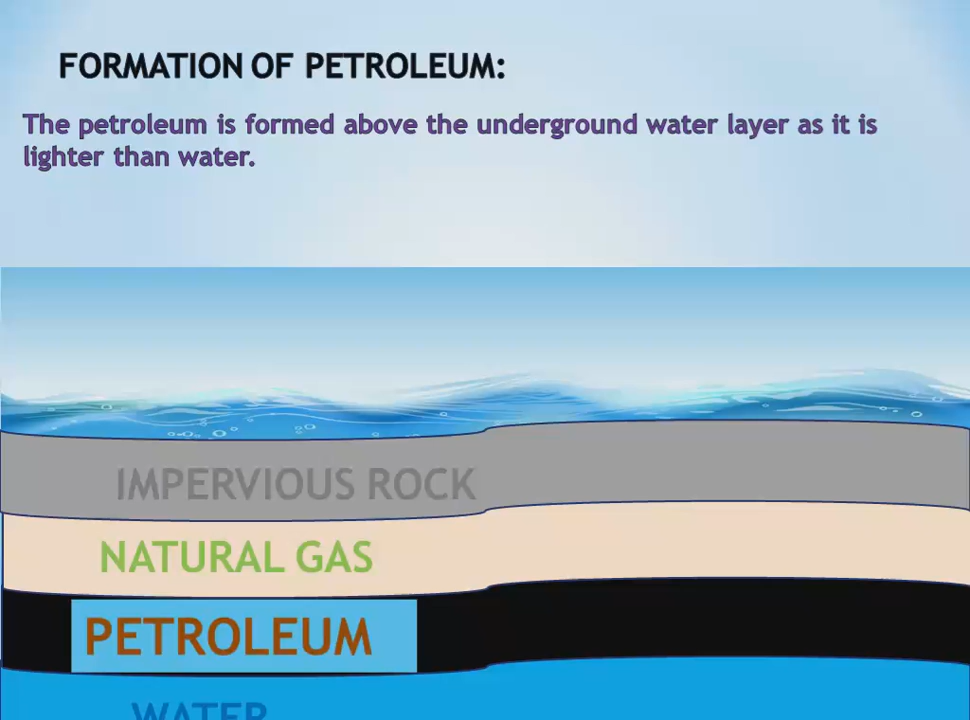 FORMATION OF PETROLEUM:
The petroleum is formed above the underground water layer as it is
lighter than water.
IMPERVIOUS ROCK
NATURAL GAS
PETROLEUM
WATER